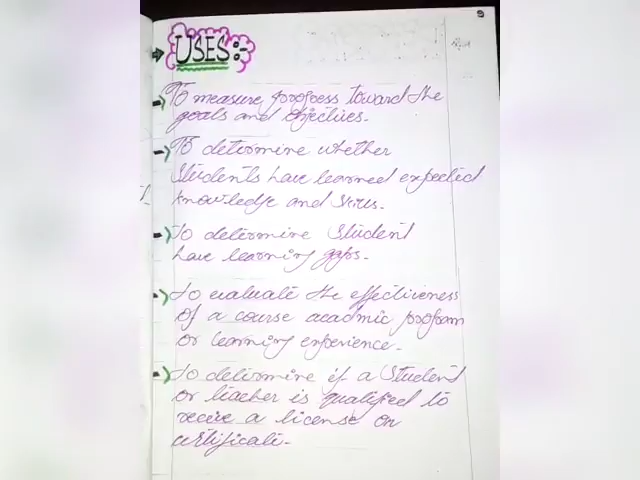 USES:-
To measure progress toward the
goals and objectives.
To determine whether
students have learned expected
knowledge and skills.
To determine student
have learning gaps.
To evaluate the effectiveness
of a course acadmic program
or learning experience.
To determine if a student
or teacher is qualified to
receive a license or
certificate.